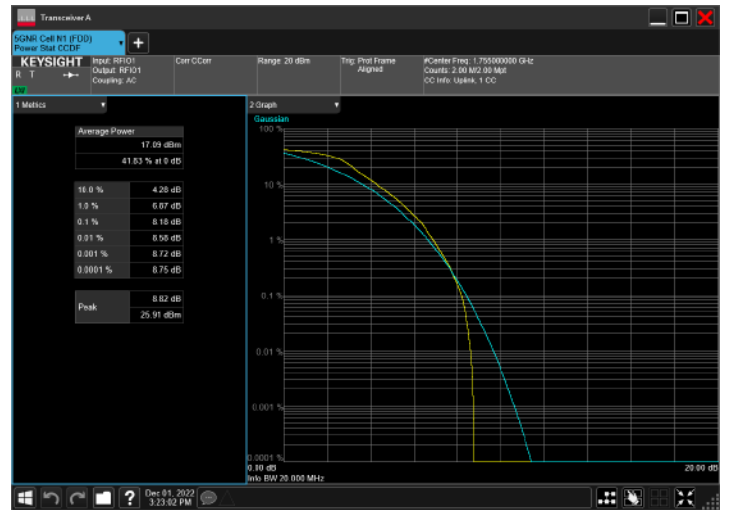 Transceiver A
5GNR Cell N1 (FDD)
Power Stat CCDF
KEYSIGHT
R T
Input: RFIO1
Output: RFIO1
Coupling: AC
Corr CCorr
Range: 20 dBm
Trig: Prot Frame
Aligned
#Center Freq: 1.755000000 GHz
Counts: 2.00 M/2.00 Mpt
CC Info: Uplink, 1 CC
1 Metrics
Average Power
17.09 dBm
41.83 % at 0 dB
10.0 % 4.28 dB
1.0 % 6.87 dB
0.1 % 8.18 dB
0.01 % 8.58 dB
0.001 % 8.72 dB
0.0001 % 8.75 dB
Peak
8.82 dB
25.91 dBm
2 Graph
Gaussian
100 %
10 %
1 %
0.1 %
0.01 %
0.001 %
0.0001 %
0.00 dB
20.00 dB
Info BW 20.000 MHz
?
Dec 01, 2022
3:23:02 PM